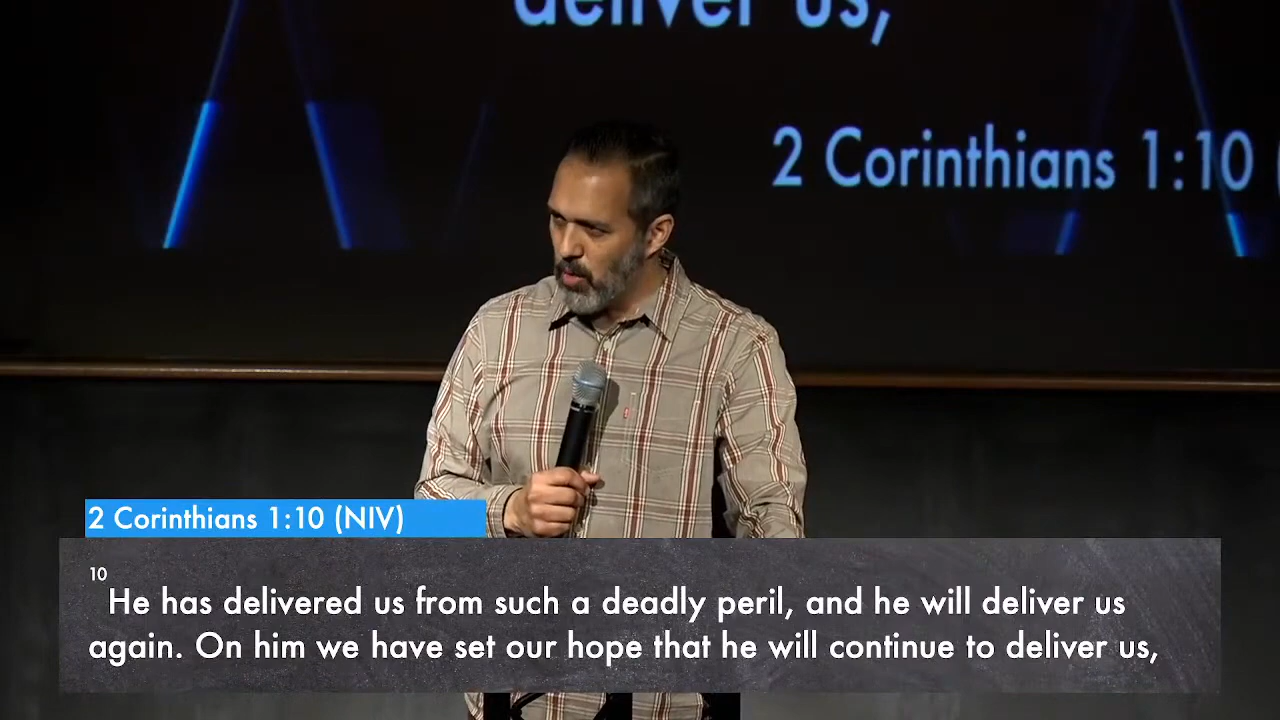 deliver us,
2 Corinthians 1:10 (
2 Corinthians 1:10 (NIV)
10
He has delivered us from such a deadly peril, and he will deliver us
again. On him we have set our hope that he will continue to deliver us,